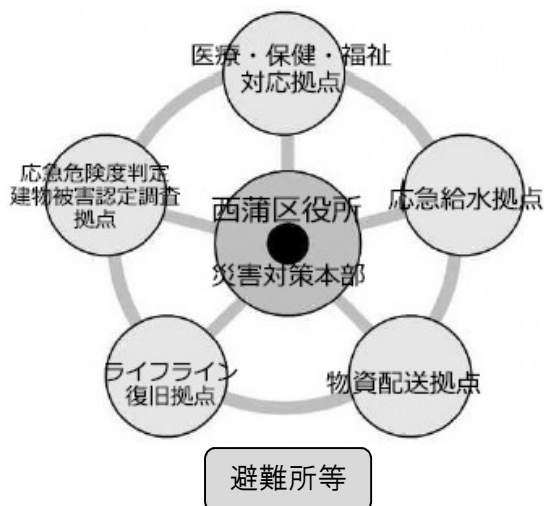 医療・保健・福祉
対応拠点
応急危険度判定
建物被害認定調査
拠点
西蒲区役所
災害対策本部
応急給水拠点
ライフライン
復旧拠点
物資配送拠点
避難所等